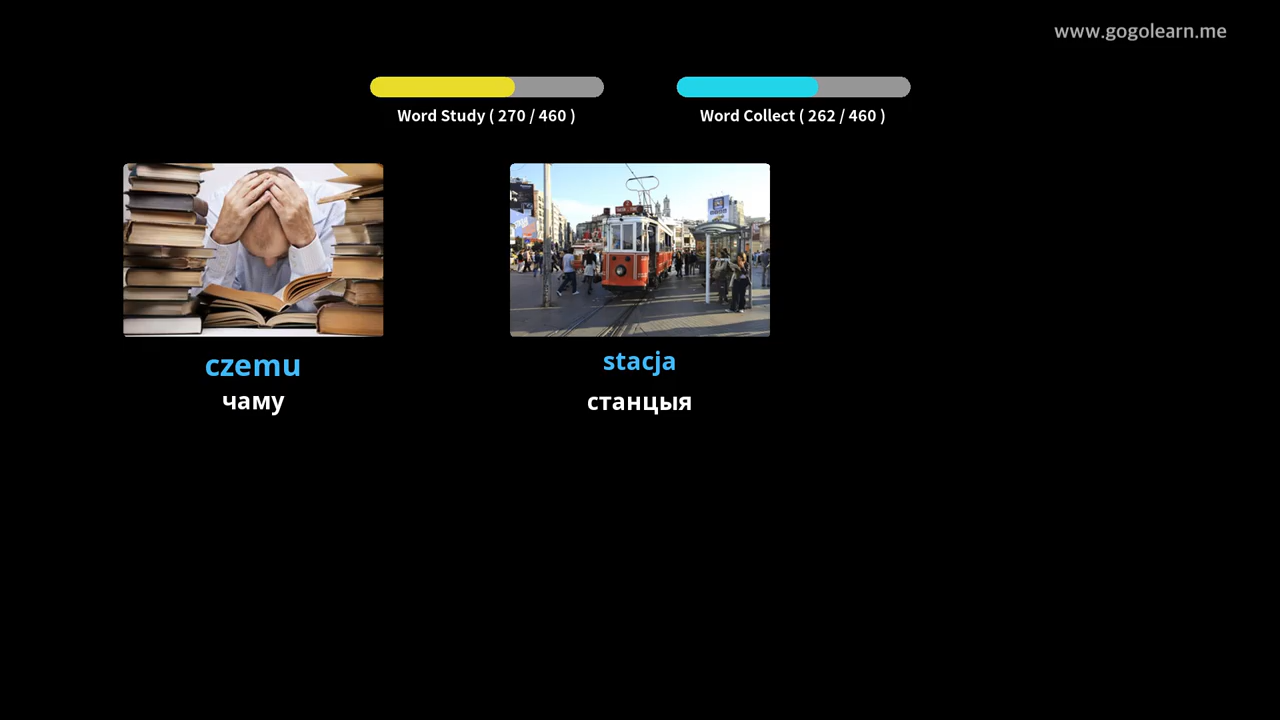 www.gogolearn.me
Word Study ( 270 / 460 )
Word Collect ( 262 / 460 )
czemu
чаму
stacja
станцыя